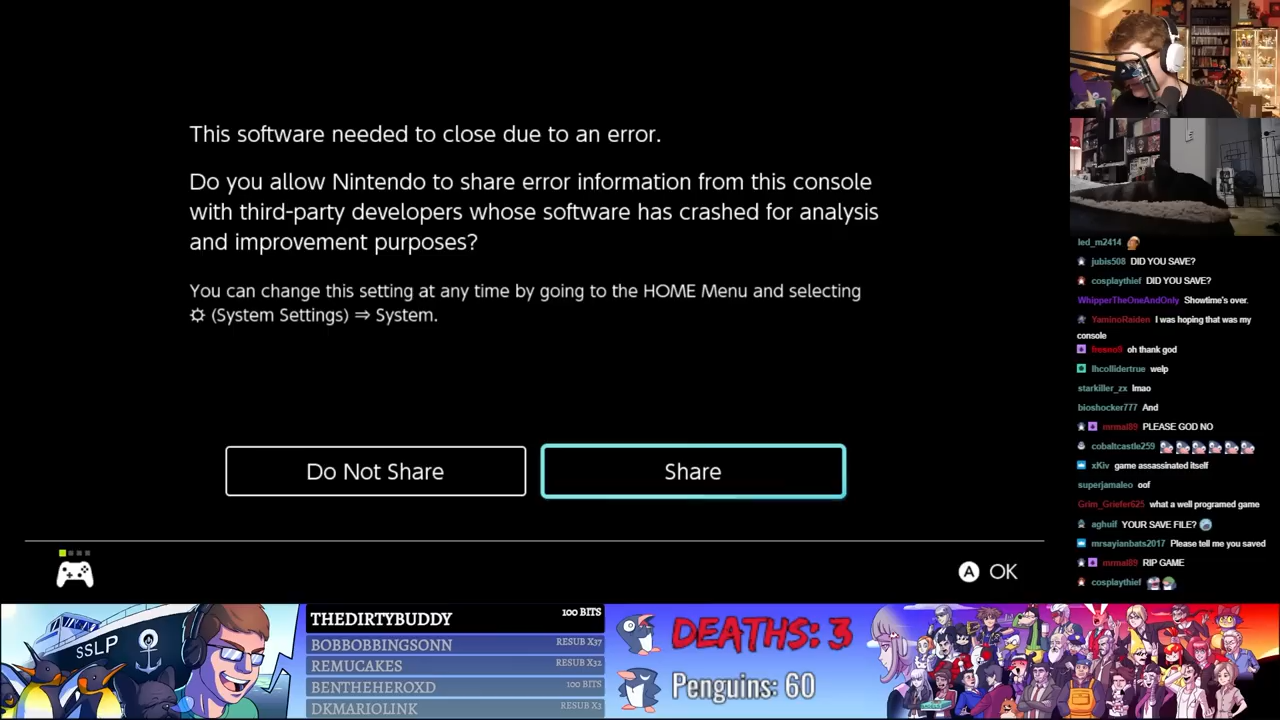 This software needed to close due to an error.
Do you allow Nintendo to share error information from this console
with third-party developers whose software has crashed for analysis
and improvement purposes?
You can change this setting at any time by going to the HOME Menu and selecting
(System Settings) ⇒ System.
Do Not Share
Share
A OK
led_m2414
jubis508 DID YOU SAVE?
cosplaythief DID YOU SAVE?
WhipperTheOneAndOnly Showtime's over.
YaminoRaiden I was hoping that was my
console
oh thank god
lhcollidertrue welp
starkiller_zx lmao
bioshocker777 And
mrmal89 PLEASE GOD NO
cobaltcastle259
xKiv game assassinated itself
superjamaleo oof
Grim_Griefer625 what a well programed game
aghuif YOUR SAVE FILE?
mrsayianbats2017 Please tell me you saved
mrmal89 RIP GAME
cosplaythief
SSLP
THEDIRTYBUDDY 100 BITS
BOBBOBBINGSONN RESUB X37
REMUCAKES RESUB X32
BENTHEHEROXD 100 BITS
DKMARIOLINK RESUB X3
DEATHS: 3
Penguins: 60